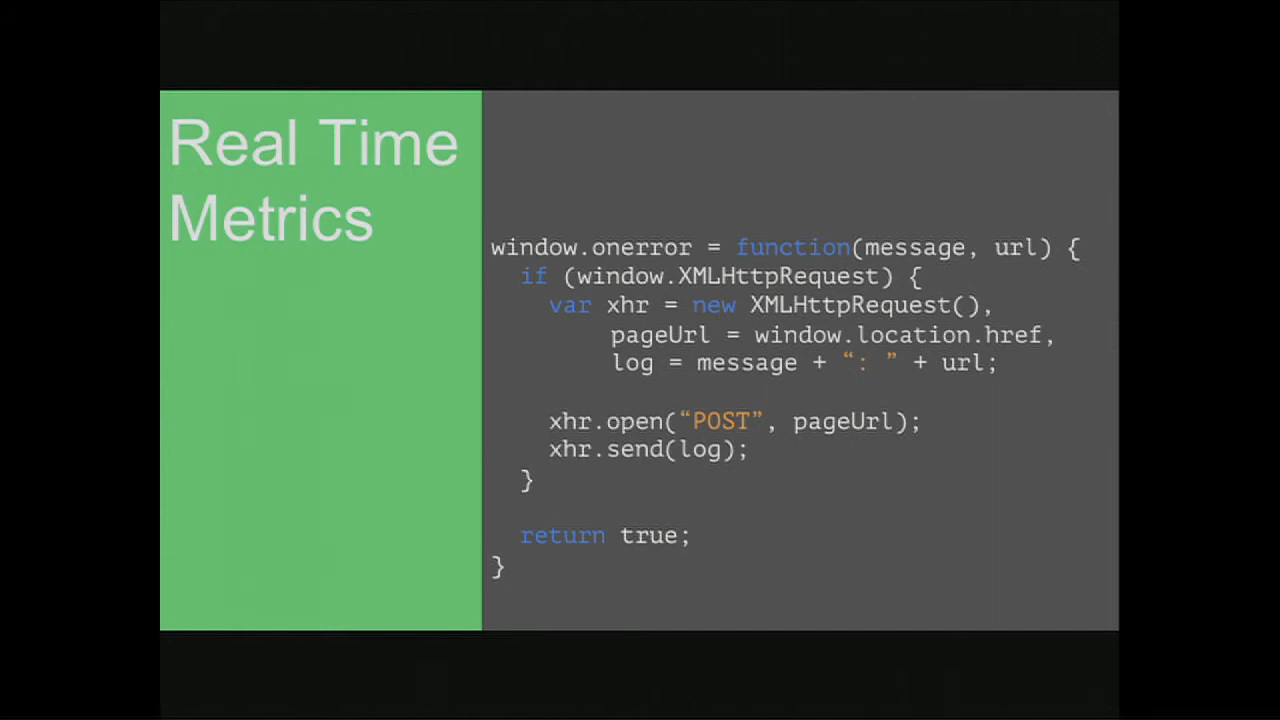 Real Time
Metrics
window.onerror = function(message, url) {
if (window.XMLHttpRequest) {
var xhr = new XMLHttpRequest(),
pageUrl = window.location.href,
log = message + “: ” + url;
xhr.open(“POST”, pageUrl);
xhr.send(log);
}
return true;
}